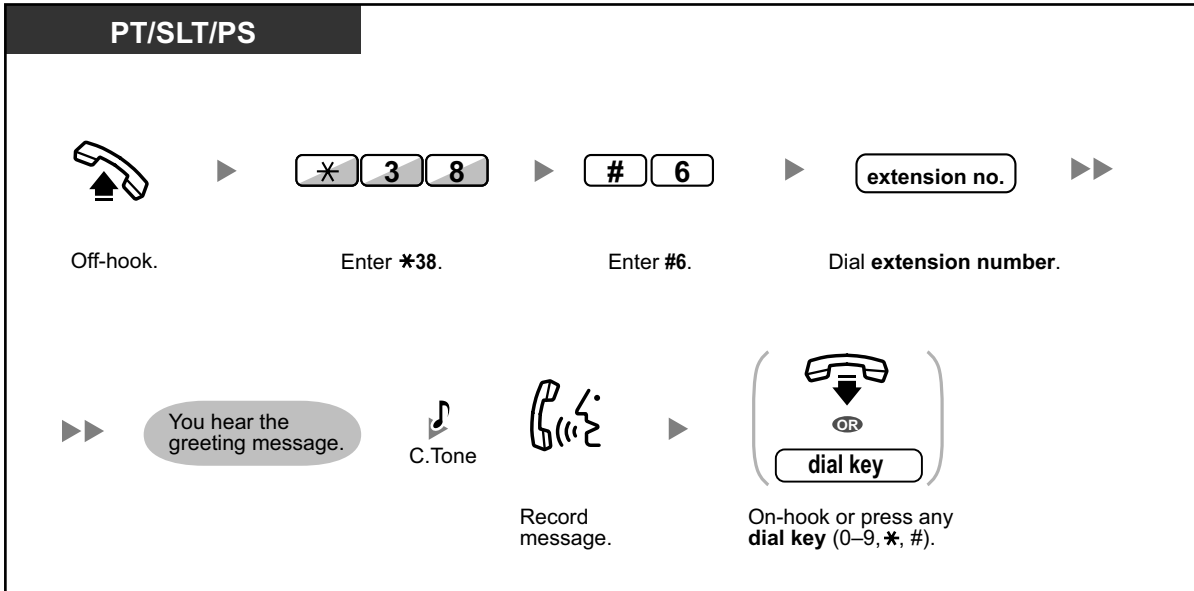 PT/SLT/PS
✳ 3 8
# 6
extension no.
Off-hook.
Enter ✳38.
Enter #6.
Dial extension number.
You hear the
greeting message.
C.Tone
OR
dial key
Record
message.
On-hook or press any
dial key (0–9, ✳, #).